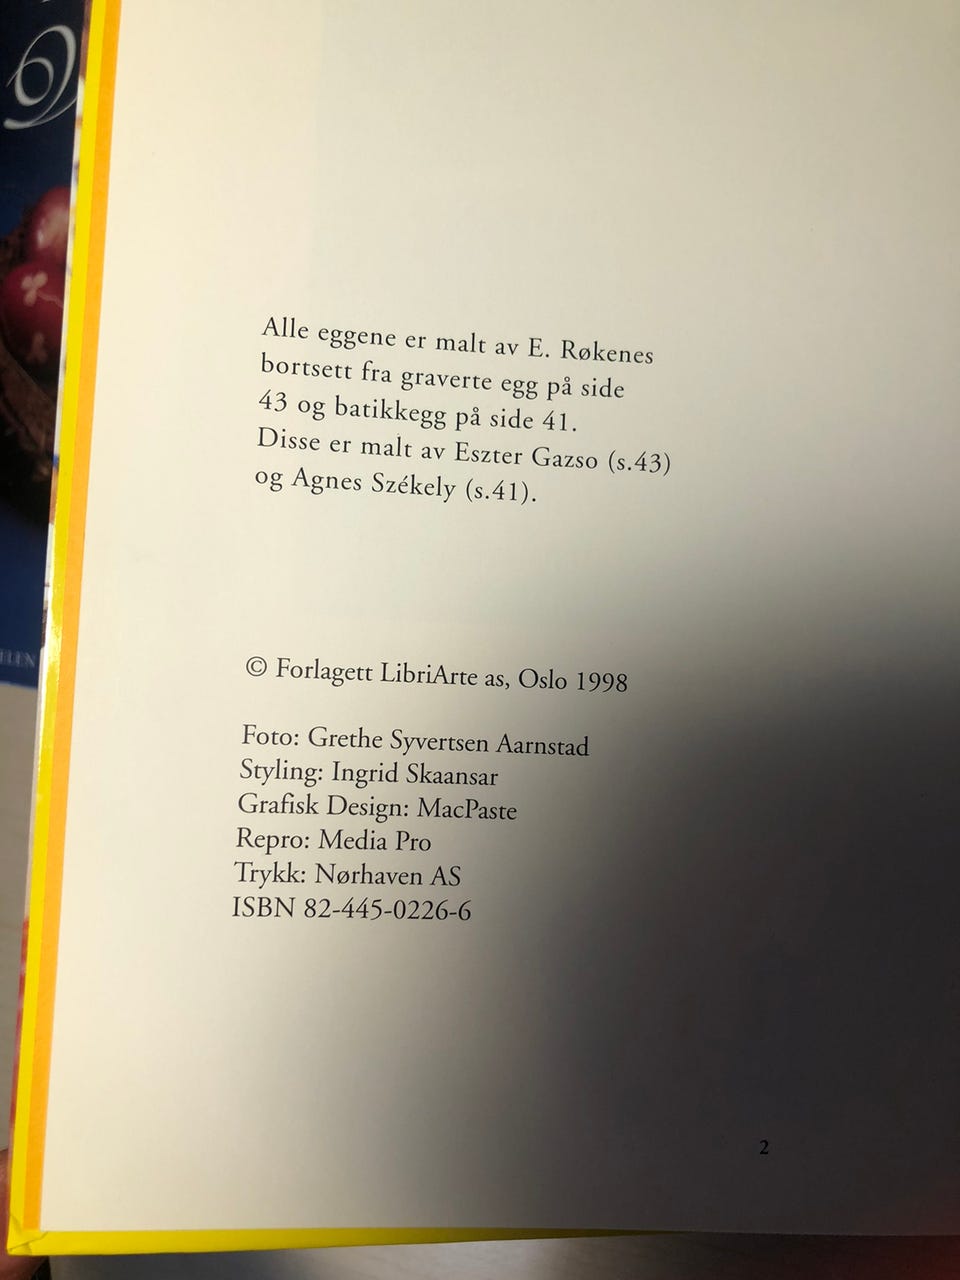 Alle eggene er malt av E. Røkenes
bortsett fra graverte egg på side
43 og batikkegg på side 41.
Disse er malt av Eszter Gazso (s.43)
og Agnes Székely (s.41).
© Forlagett LibriArte as, Oslo 1998
Foto: Grethe Syvertsen Aarnstad
Styling: Ingrid Skaansar
Grafisk Design: MacPaste
Repro: Media Pro
Trykk: Nørhaven AS
ISBN 82-445-0226-6
2